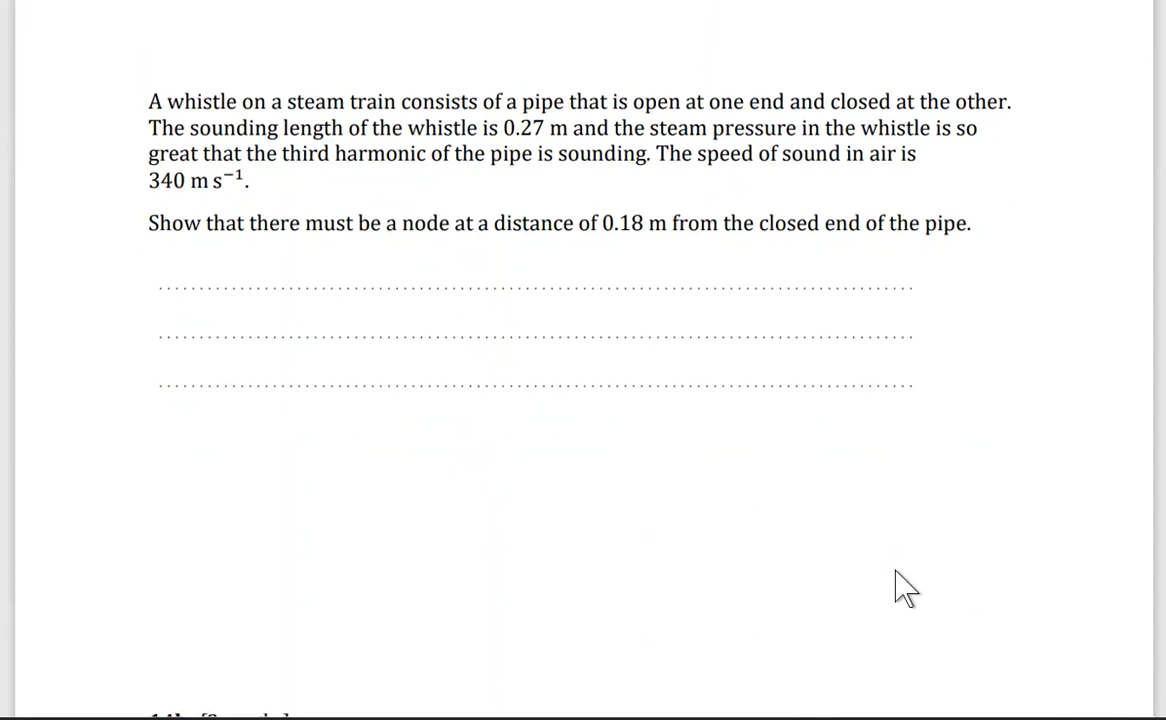 A whistle on a steam train consists of a pipe that is open at one end and closed at the other.
The sounding length of the whistle is 0.27 m and the steam pressure in the whistle is so
great that the third harmonic of the pipe is sounding. The speed of sound in air is
340 m s⁻¹.
Show that there must be a node at a distance of 0.18 m from the closed end of the pipe.